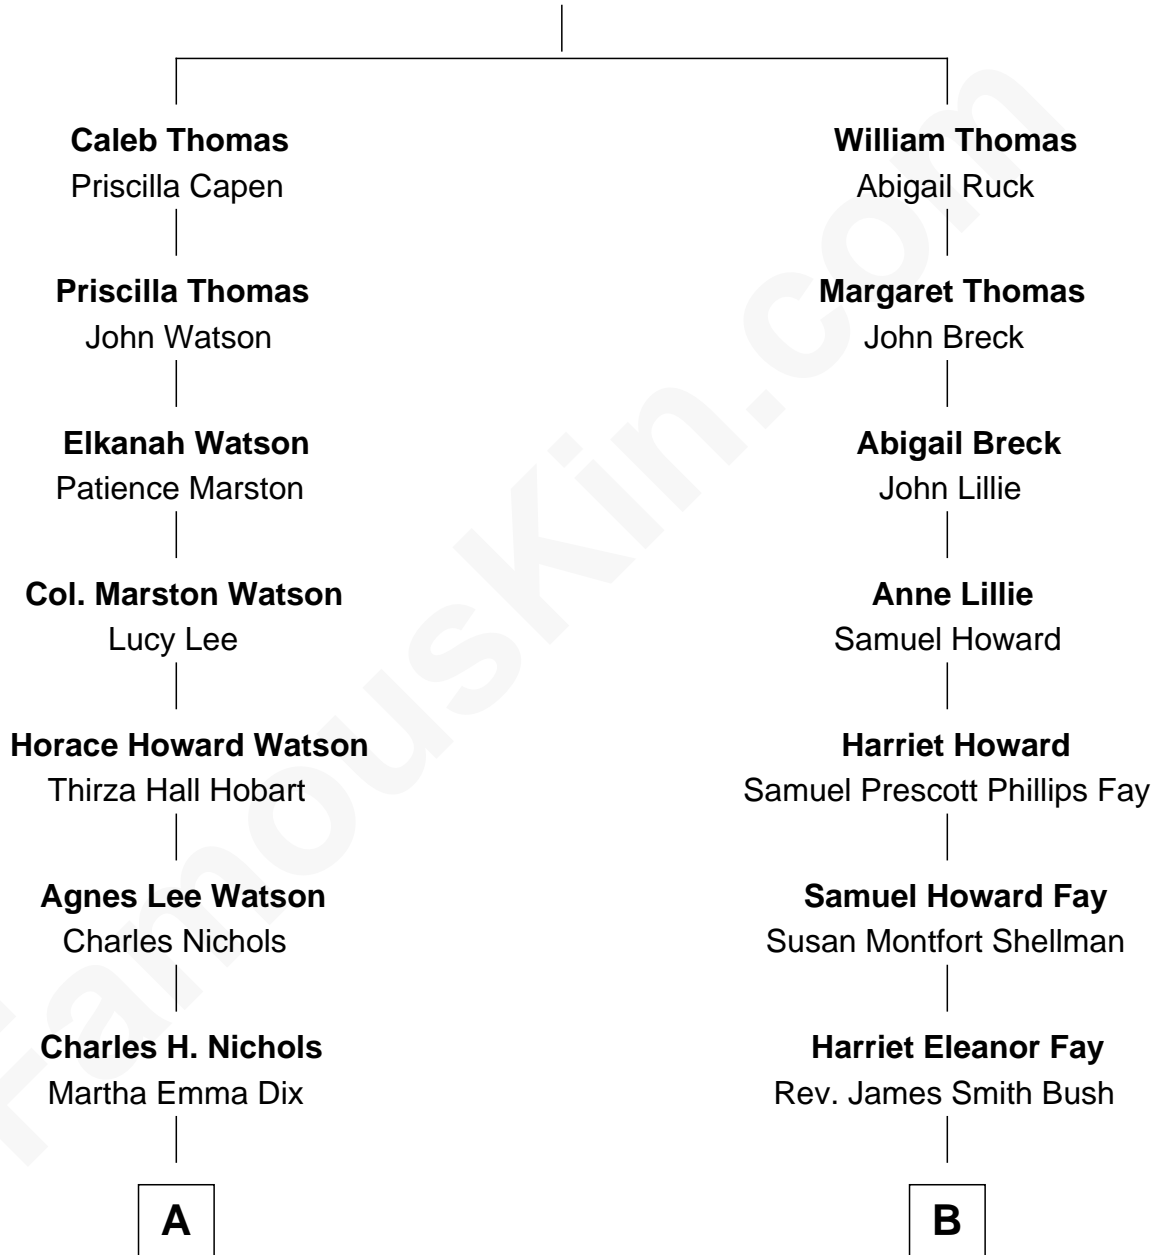 Caleb Thomas
Priscilla Capen
Priscilla Thomas
John Watson
Elkanah Watson
Patience Marston
Col. Marston Watson
Lucy Lee
Horace Howard Watson
Thirza Hall Hobart
Agnes Lee Watson
Charles Nichols
Charles H. Nichols
Martha Emma Dix
A
William Thomas
Abigail Ruck
Margaret Thomas
John Breck
Abigail Breck
John Lillie
Anne Lillie
Samuel Howard
Harriet Howard
Samuel Prescott Phillips Fay
Samuel Howard Fay
Susan Montfort Shellman
Harriet Eleanor Fay
Rev. James Smith Bush
B
FamousKin.com